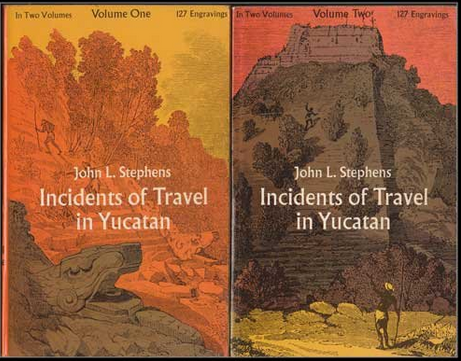 In Two Volumes
Volume One
127 Engravings
John L. Stephens
Incidents of Travel
in Yucatan
In Two Volumes
Volume Two
127 Engravings
John L. Stephens
Incidents of Travel
in Yucatan